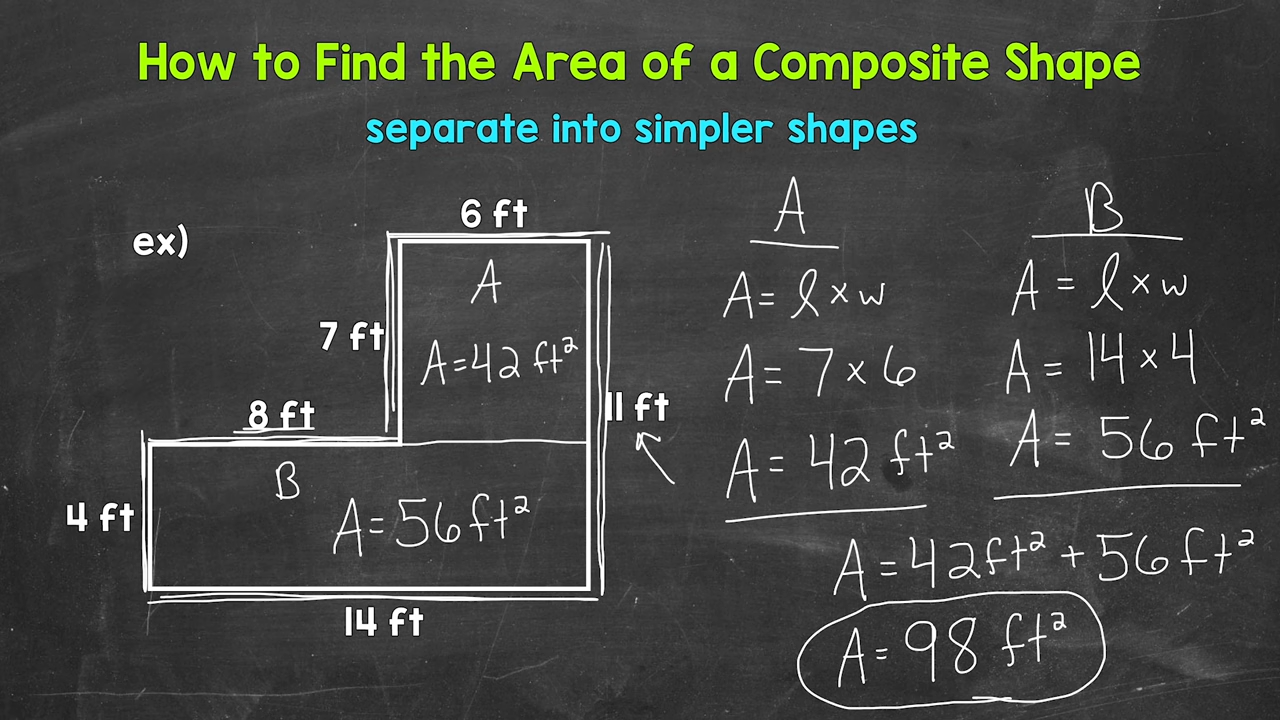 How to Find the Area of a Composite Shape
separate into simpler shapes
ex)
6 ft
A
A=42 ft²
7 ft
8 ft
11 ft
B
A=56ft²
4 ft
14 ft
A
A= l x w
A= 7 x 6
A= 42 ft²
B
A = l x w
A = 14 x 4
A = 56 ft²
A =42ft² + 56ft²
A= 98 ft²